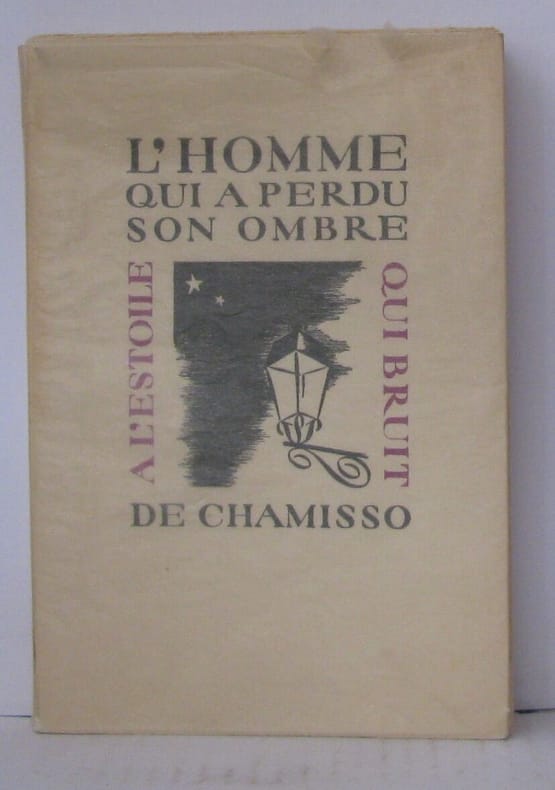 L'HOMME
QUI A PERDU
SON OMBRE
A L'ESTOILE
QUI BRUIT
DE CHAMISSO